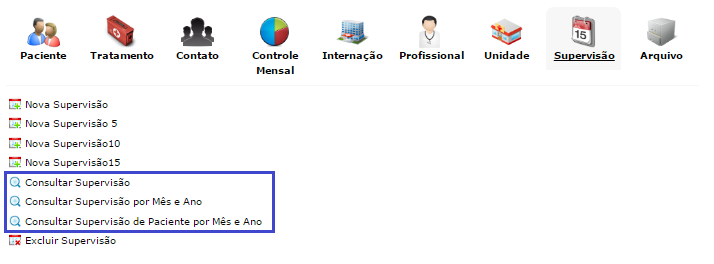 Paciente Tratamento Contato Controle Mensal Internação Profissional Unidade Supervisão Arquivo
15
Nova Supervisão
Nova Supervisão 5
Nova Supervisão10
Nova Supervisão15
Consultar Supervisão
Consultar Supervisão por Mês e Ano
Consultar Supervisão de Paciente por Mês e Ano
Excluir Supervisão